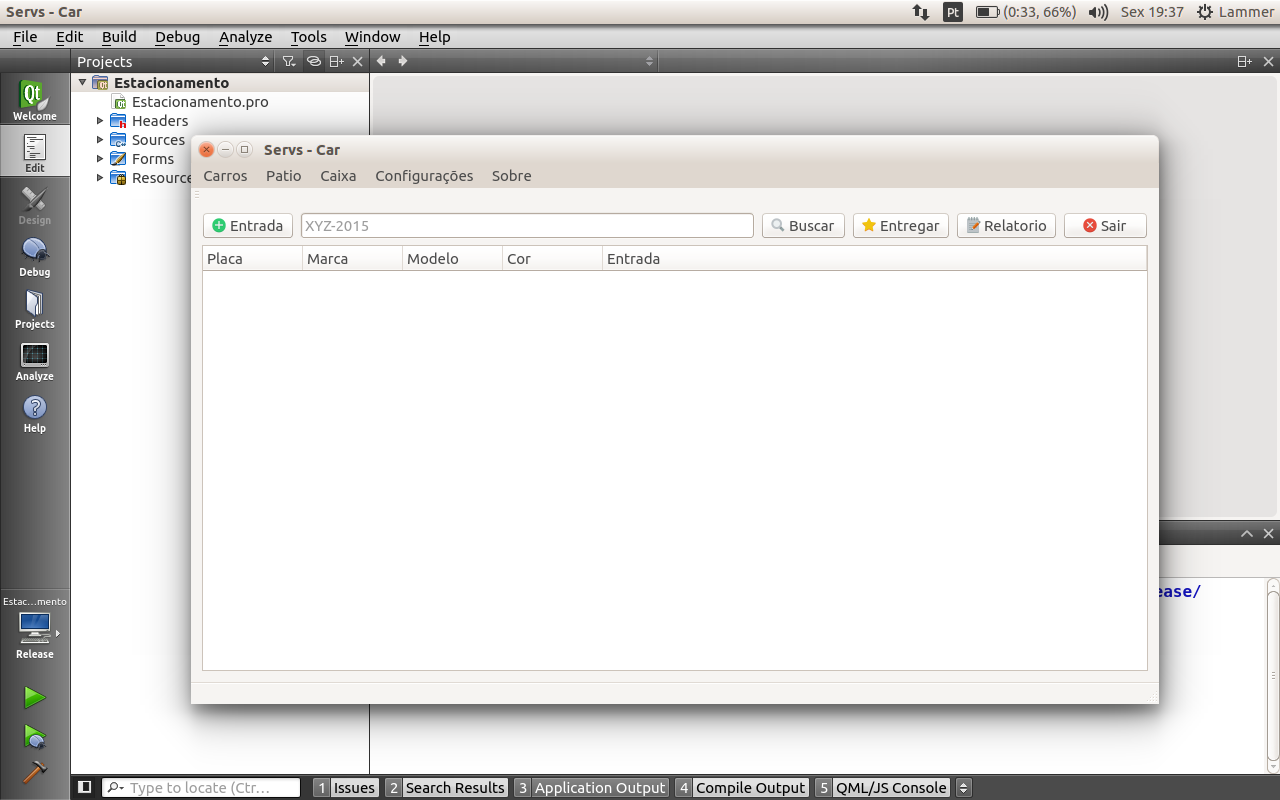 Servs - Car Pt (0:33, 66%) Sex 19:37 Lammer
File Edit Build Debug Analyze Tools Window Help
Projects
Qt
Welcome
Edit
Design
Debug
Projects
Analyze
Help
Estacionamento
Estacionamento.pro
Headers
Sources
Forms
Resource
Servs - Car
Carros Patio Caixa Configurações Sobre
Entrada XYZ-2015 Buscar Entregar Relatorio Sair
Placa Marca Modelo Cor Entrada
ease/
Estac...mento
Release
Type to locate (Ctr... 1 Issues 2 Search Results 3 Application Output 4 Compile Output 5 QML/JS Console